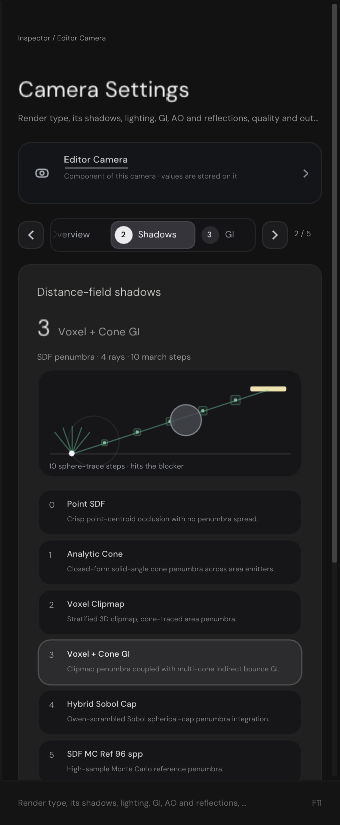 Inspector / Editor Camera
Camera Settings
Render type, its shadows, lighting, GI, AO and reflections, quality and out...
Editor Camera
Component of this camera · values are stored on it
Overview 2 Shadows 3 GI 2 / 5
Distance-field shadows
3 Voxel + Cone GI
SDF penumbra · 4 rays · 10 march steps
10 sphere-trace steps · hits the blocker
0 Point SDF
Crisp point-centroid occlusion with no penumbra spread.
1 Analytic Cone
Closed-form solid-angle cone penumbra across area emitters.
2 Voxel Clipmap
Stratified 3D clipmap, cone-traced area penumbra.
3 Voxel + Cone GI
Clipmap penumbra coupled with multi-cone indirect bounce GI.
4 Hybrid Sobol Cap
Owen-scrambled Sobol spherical-cap penumbra integration.
5 SDF MC Ref 96 spp
High-sample Monte Carlo reference penumbra.
Render type, its shadows, lighting, GI, AO and reflections, ... F11